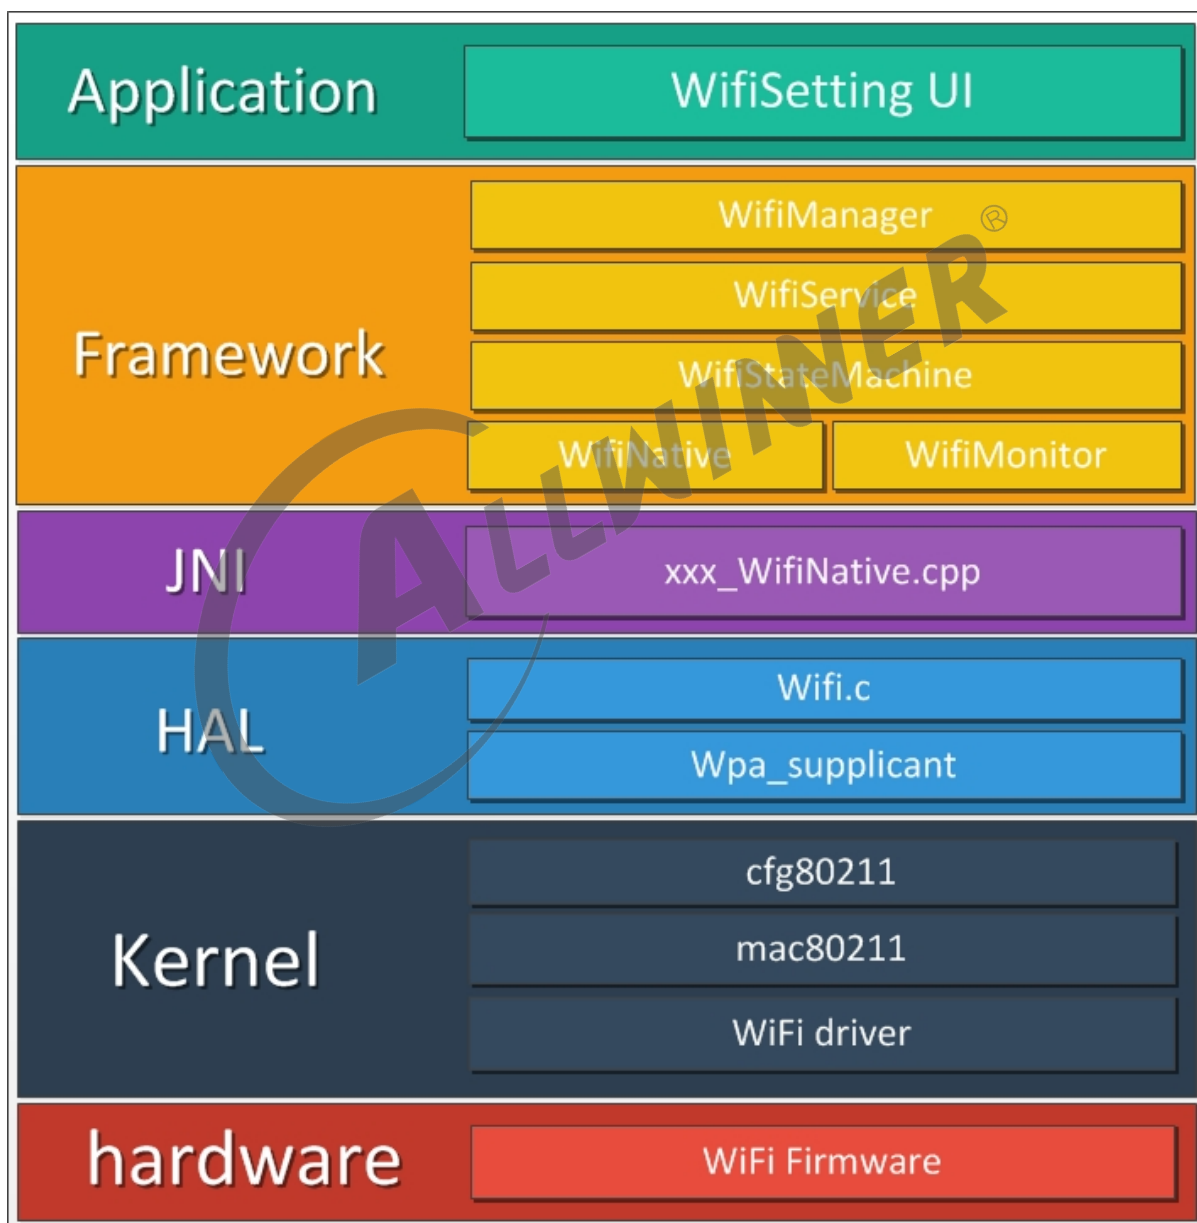 Application
WifiSetting UI
Framework
WifiManager
WifiService
WifiStateMachine
WifiNative
WifiMonitor
JNI
xxx_WifiNative.cpp
HAL
Wifi.c
Wpa_supplicant
Kernel
cfg80211
mac80211
WiFi driver
hardware
WiFi Firmware
ALLWINNER®